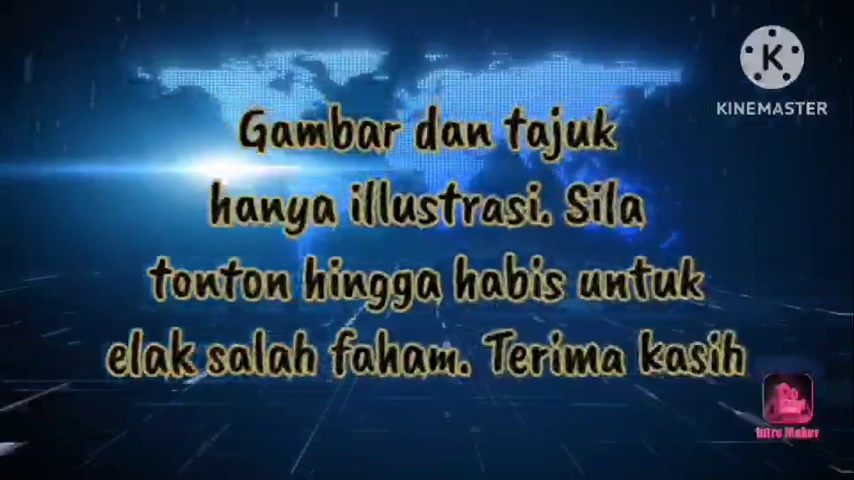 KINEMASTER
Gambar dan tajuk
hanya illustrasi. Sila
tonton hingga habis untuk
elak salah faham. Terima kasih
Intro Maker